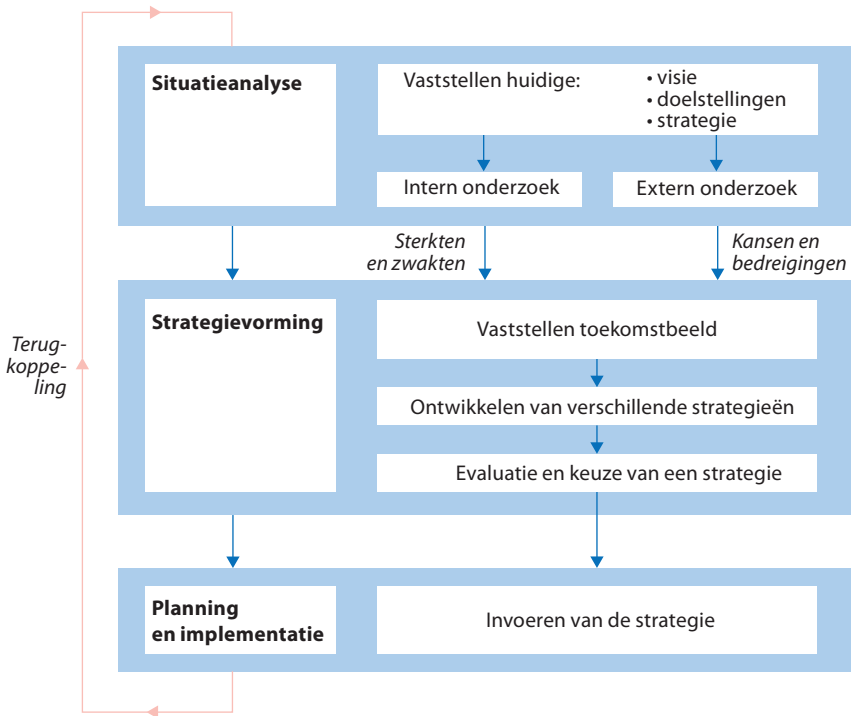 Situatieanalyse
Vaststellen huidige:
• visie
• doelstellingen
• strategie
Intern onderzoek
Extern onderzoek
Sterkten
en zwakten
Kansen en
bedreigingen
Strategievorming
Vaststellen toekomstbeeld
Terug-
koppe-
ling
Ontwikkelen van verschillende strategieën
Evaluatie en keuze van een strategie
Planning
en implementatie
Invoeren van de strategie